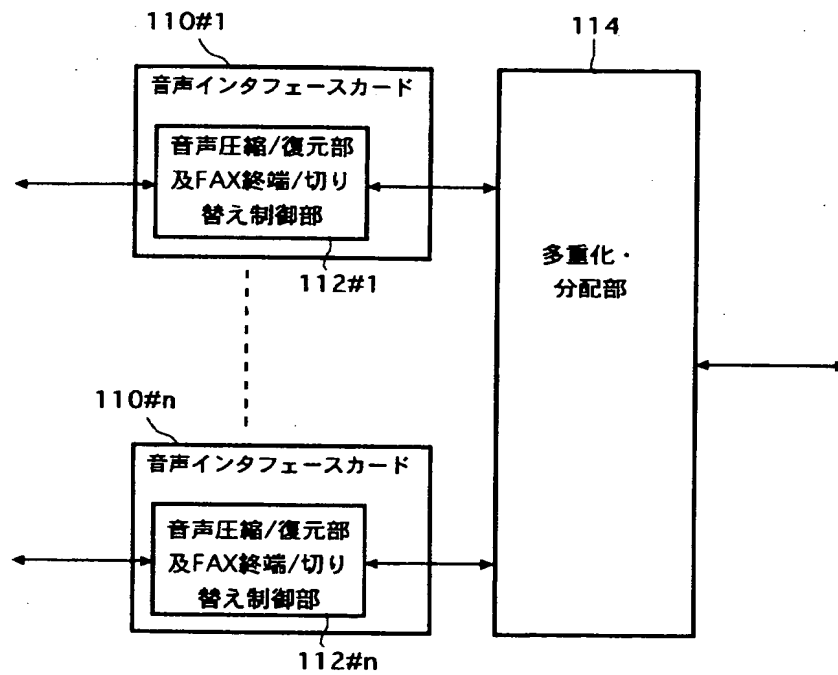 110#1
114
音声インタフェースカード
音声圧縮/復元部
及FAX終端/切り
替え制御部
112#1
多重化・
分配部
110#n
音声インタフェースカード
音声圧縮/復元部
及FAX終端/切り
替え制御部
112#n